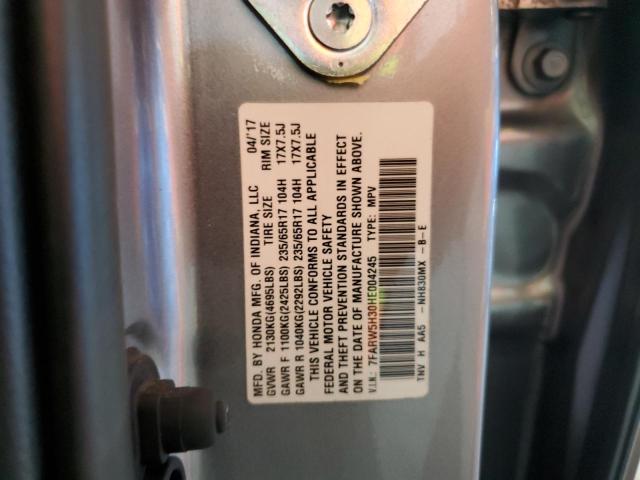 MFD. BY HONDA MFG. OF INDIANA, LLC 04/'17
GVWR 2130KG(4695LBS) TIRE SIZE RIM SIZE
GAWR F 1100KG(2425LBS) 235/65R17 104H 17X7.5J
GAWR R 1040KG(2292LBS) 235/65R17 104H 17X7.5J
THIS VEHICLE CONFORMS TO ALL APPLICABLE
FEDERAL MOTOR VEHICLE SAFETY
AND THEFT PREVENTION STANDARDS IN EFFECT
ON THE DATE OF MANUFACTURE SHOWN ABOVE.
V.I.N.: 7FARW5H30HE004245 TYPE: MPV
TNV H AA5 - NH830MX - B - E